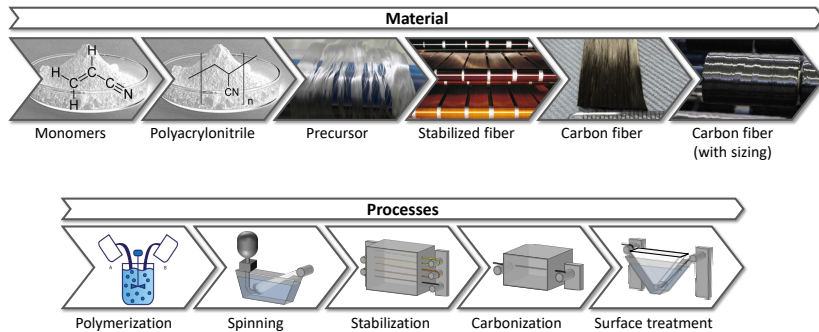 Material
H
H
H
N
CN
n
Monomers
Polyacrylonitrile
Precursor
Stabilized fiber
Carbon fiber
Carbon fiber
(with sizing)
Processes
A
B
Polymerization
Spinning
Stabilization
Carbonization
Surface treatment